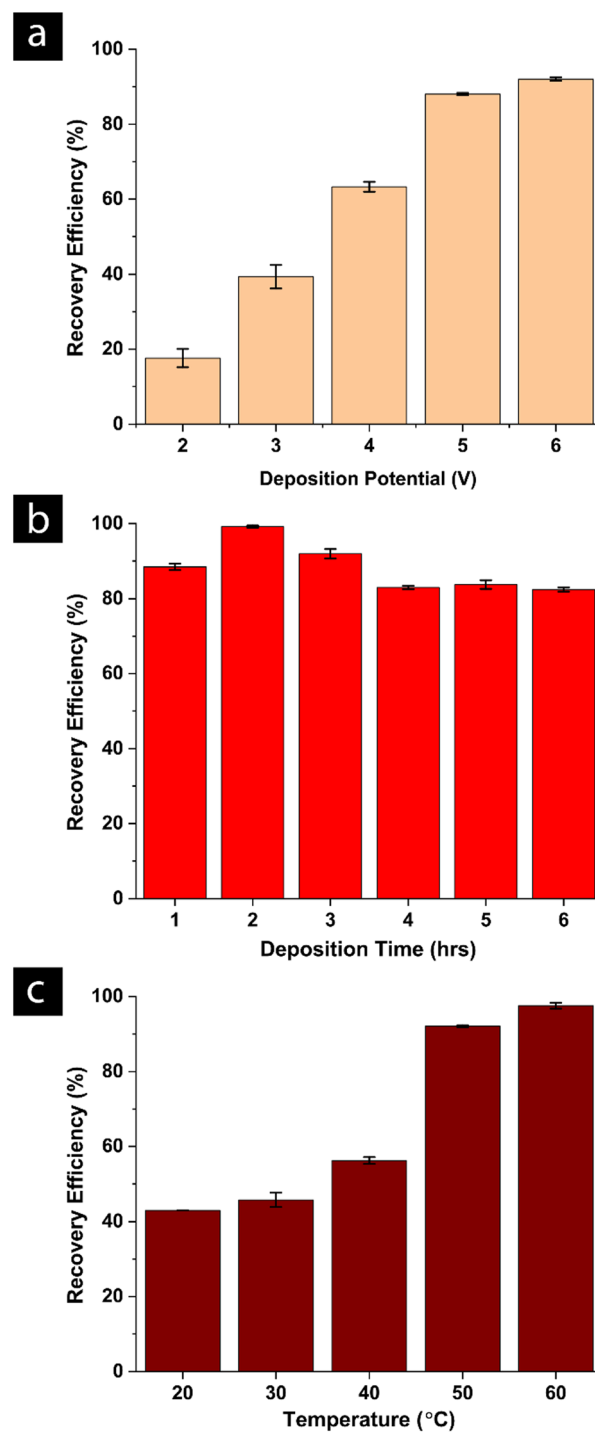 a
100
80
60
40
20
0
Recovery Efficiency (%)
2 3 4 5 6
Deposition Potential (V)
b
100
80
60
40
20
0
Recovery Efficiency (%)
1 2 3 4 5 6
Deposition Time (hrs)
c
100
80
60
40
20
0
Recovery Efficiency (%)
20 30 40 50 60
Temperature (°C)